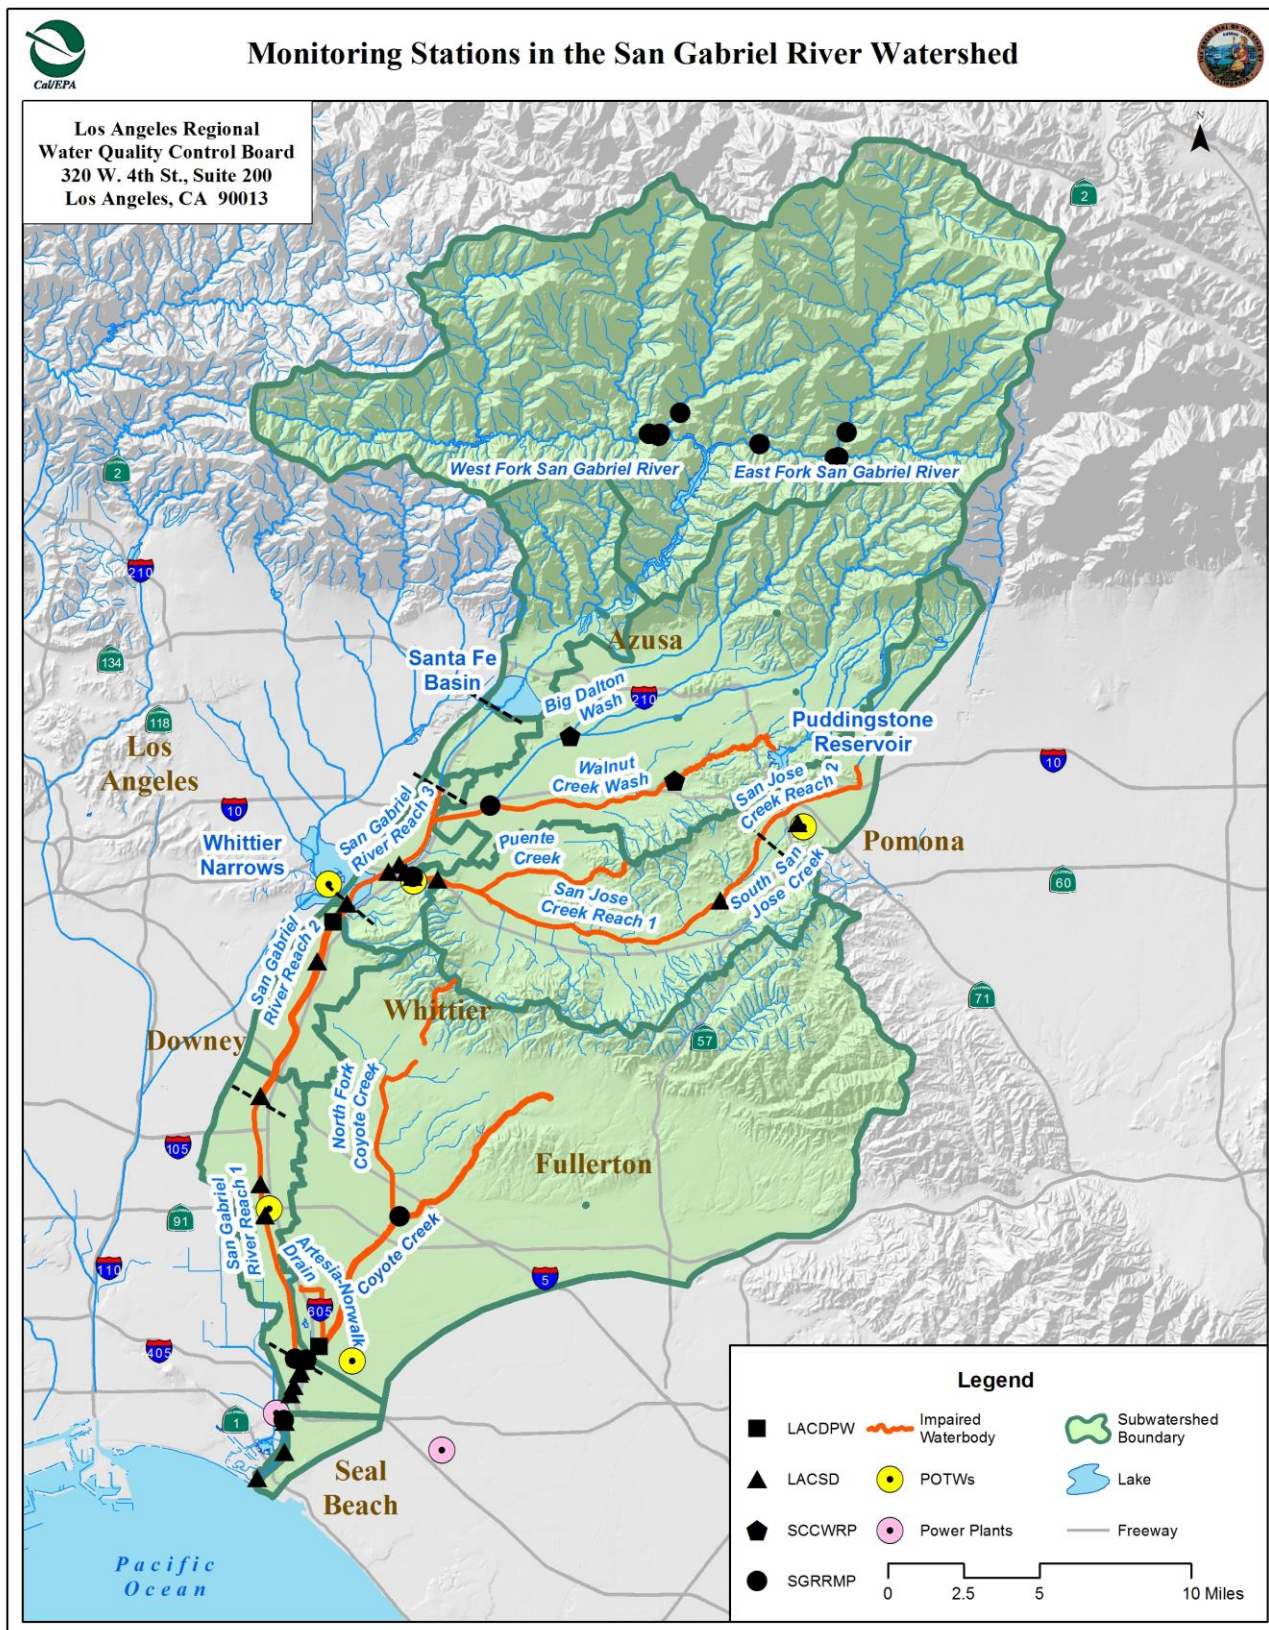 Monitoring Stations in the San Gabriel River Watershed
Cal/EPA
Los Angeles Regional
Water Quality Control Board
320 W. 4th St., Suite 200
Los Angeles, CA  90013
N
2
West Fork San Gabriel River
East Fork San Gabriel River
2
210
134
118
Azusa
Santa Fe
Basin
Big Dalton
Wash
210
Puddingstone
Reservoir
Los
Angeles
10
Walnut
Creek Wash
San Jose
Creek Reach 2
10
San Gabriel
River Reach 3
Whittier
Narrows
Puente
Creek
Pomona
South San
Jose Creek
60
San Jose
Creek Reach 1
San Gabriel
River Reach 2
Whittier
71
57
Downey
North Fork
Coyote Creek
105
Fullerton
San Gabriel
River Reach 1
91
Artesia-Norwalk
Drain
Coyote Creek
110
5
605
405
1
Seal
Beach
Pacific
Ocean
Legend
LACDPW
Impaired
Waterbody
Subwatershed
Boundary
LACSD
POTWs
Lake
SCCWRP
Power Plants
Freeway
SGRRMP
0
2.5
5
10 Miles